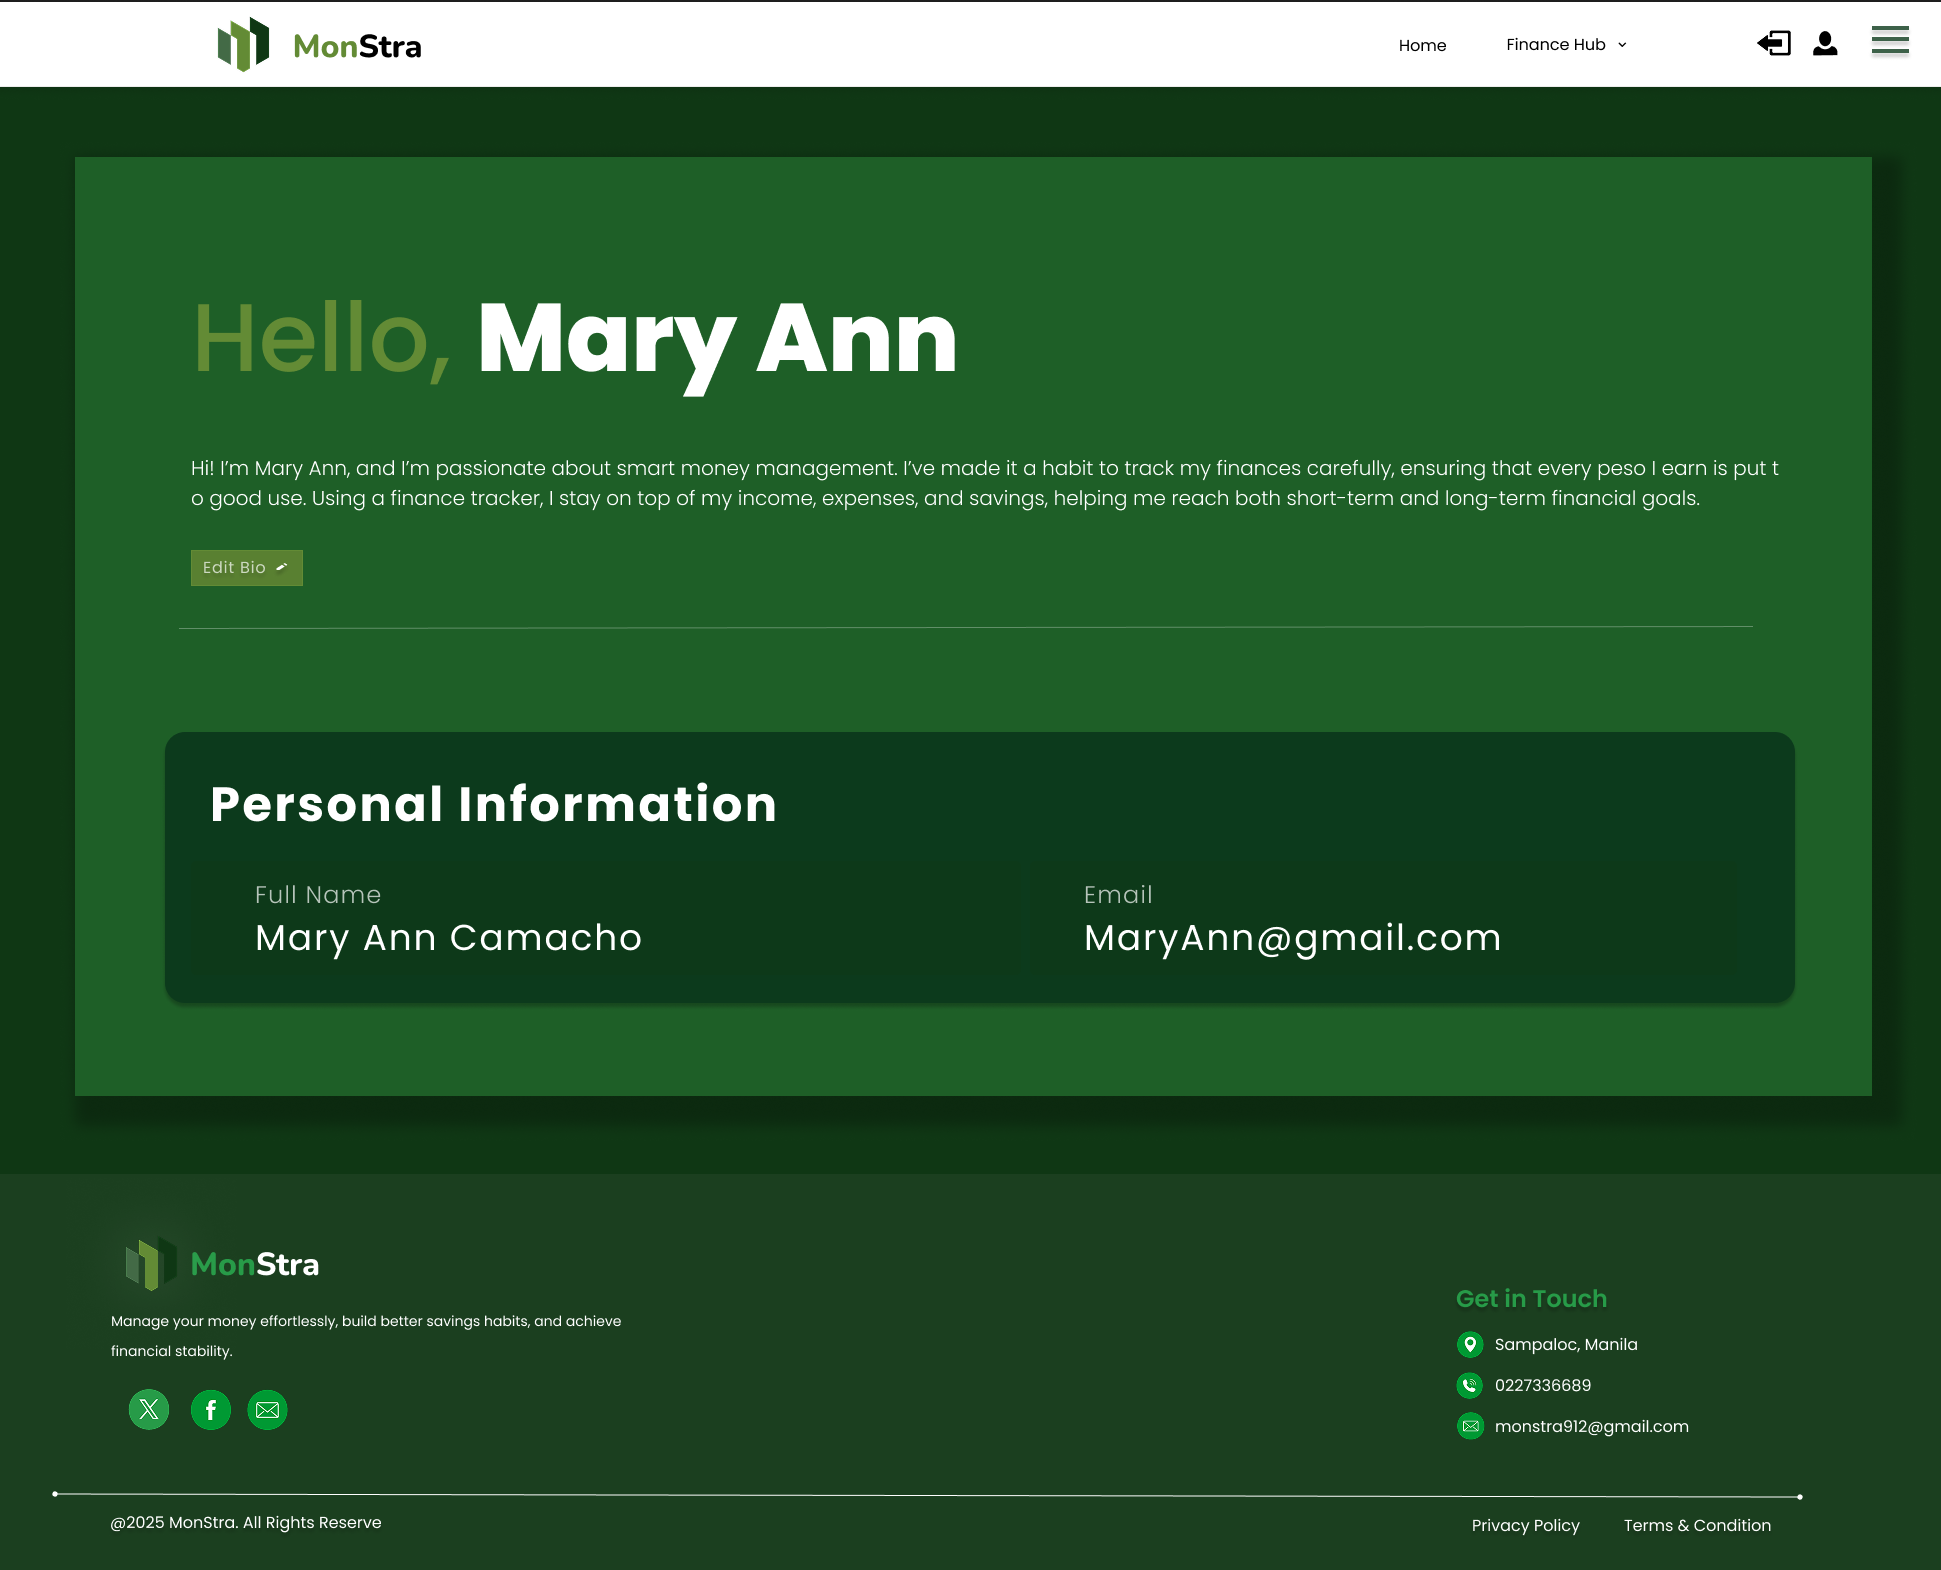 MonStra
Home
Finance Hub
Hello, Mary Ann
Hi! I'm Mary Ann, and I'm passionate about smart money management. I've made it a habit to track my finances carefully, ensuring that every peso I earn is put t
o good use. Using a finance tracker, I stay on top of my income, expenses, and savings, helping me reach both short-term and long-term financial goals.
Edit Bio
Personal Information
Full Name
Mary Ann Camacho
Email
MaryAnn@gmail.com
MonStra
Manage your money effortlessly, build better savings habits, and achieve
financial stability.
Get in Touch
Sampaloc, Manila
0227336689
monstra912@gmail.com
@2025 MonStra. All Rights Reserve
Privacy Policy
Terms & Condition